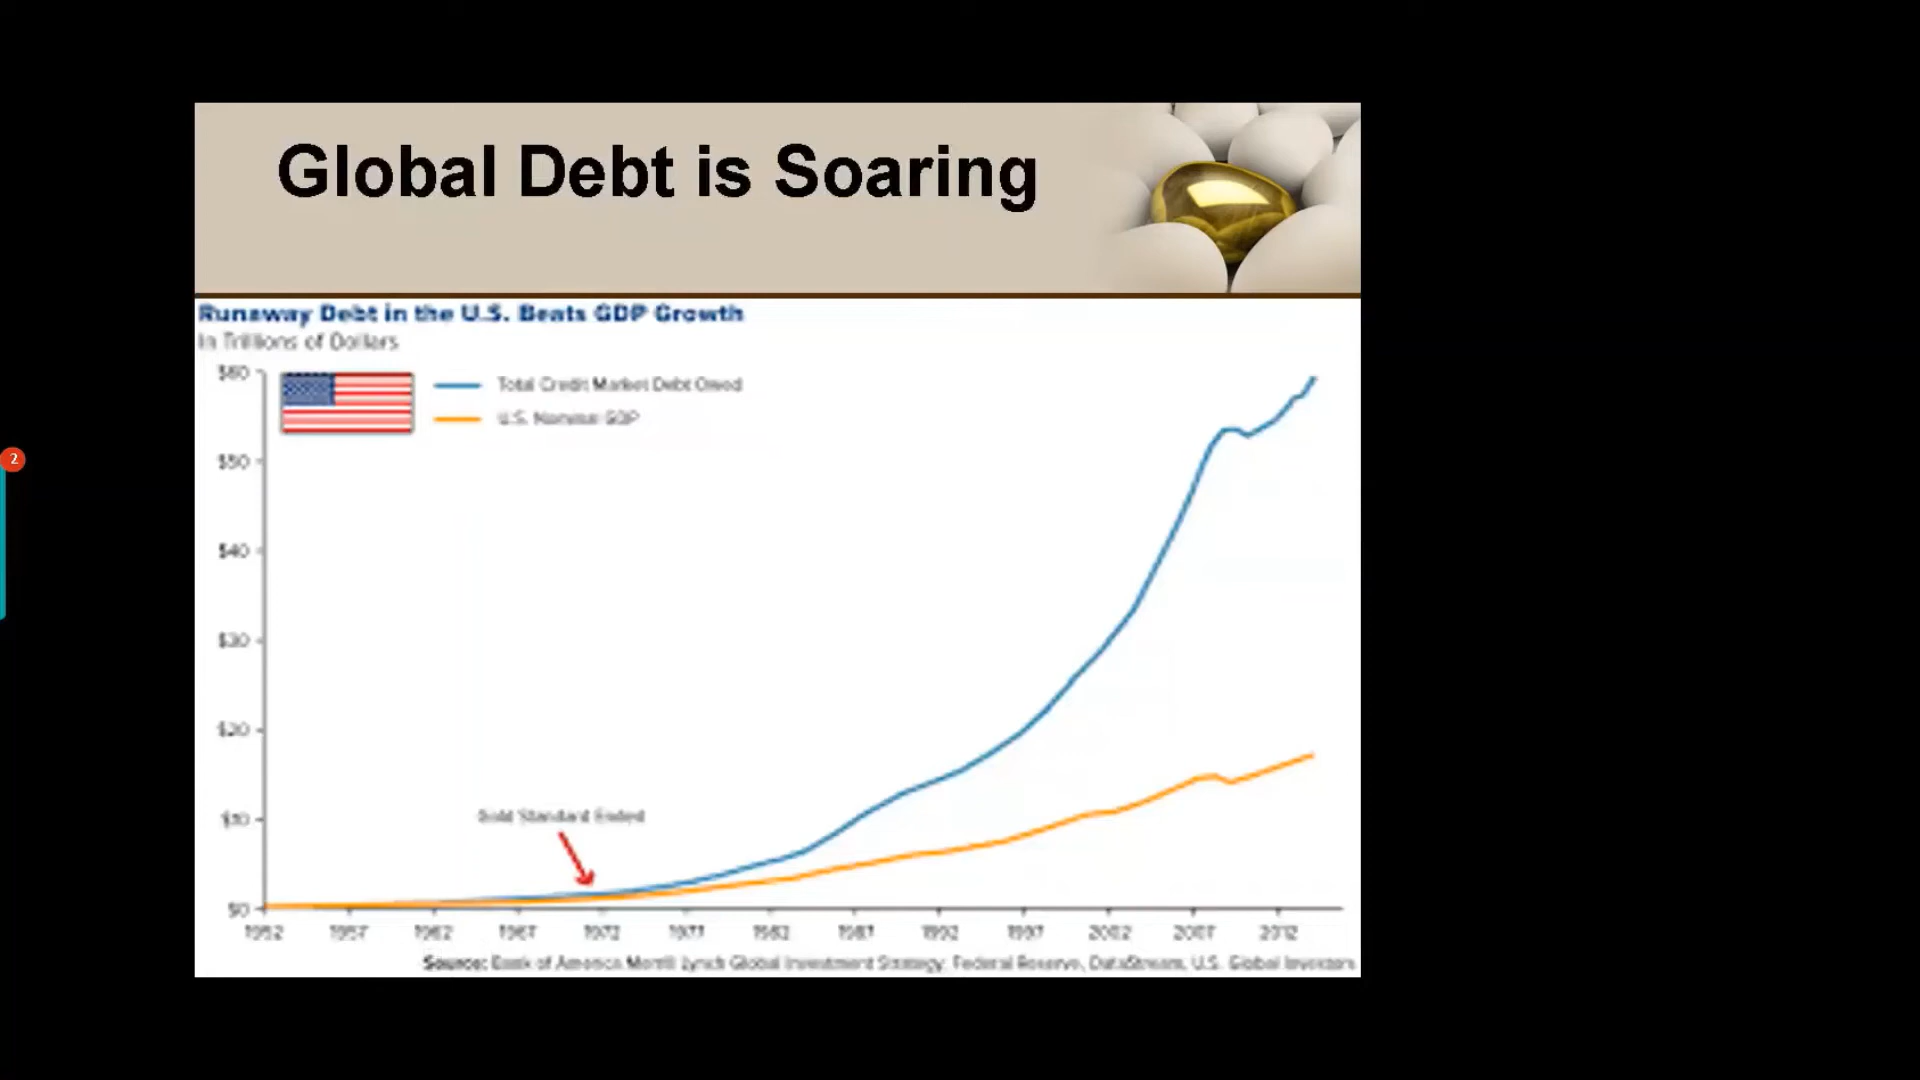 Global Debt is Soaring
Runaway Debt in the U.S. Beats GDP Growth
In Trillions of Dollars
$60
Total Credit Market Debt Owed
U.S. Nominal GDP
$50
2
$40
$30
$20
$10
Gold Standard Ended
$0
1952 1957 1962 1967 1972 1977 1982 1987 1992 1997 2002 2007 2012
Source: Bank of America Merrill Lynch Global Investment Strategy, Federal Reserve, DataStream, U.S. Global Investors